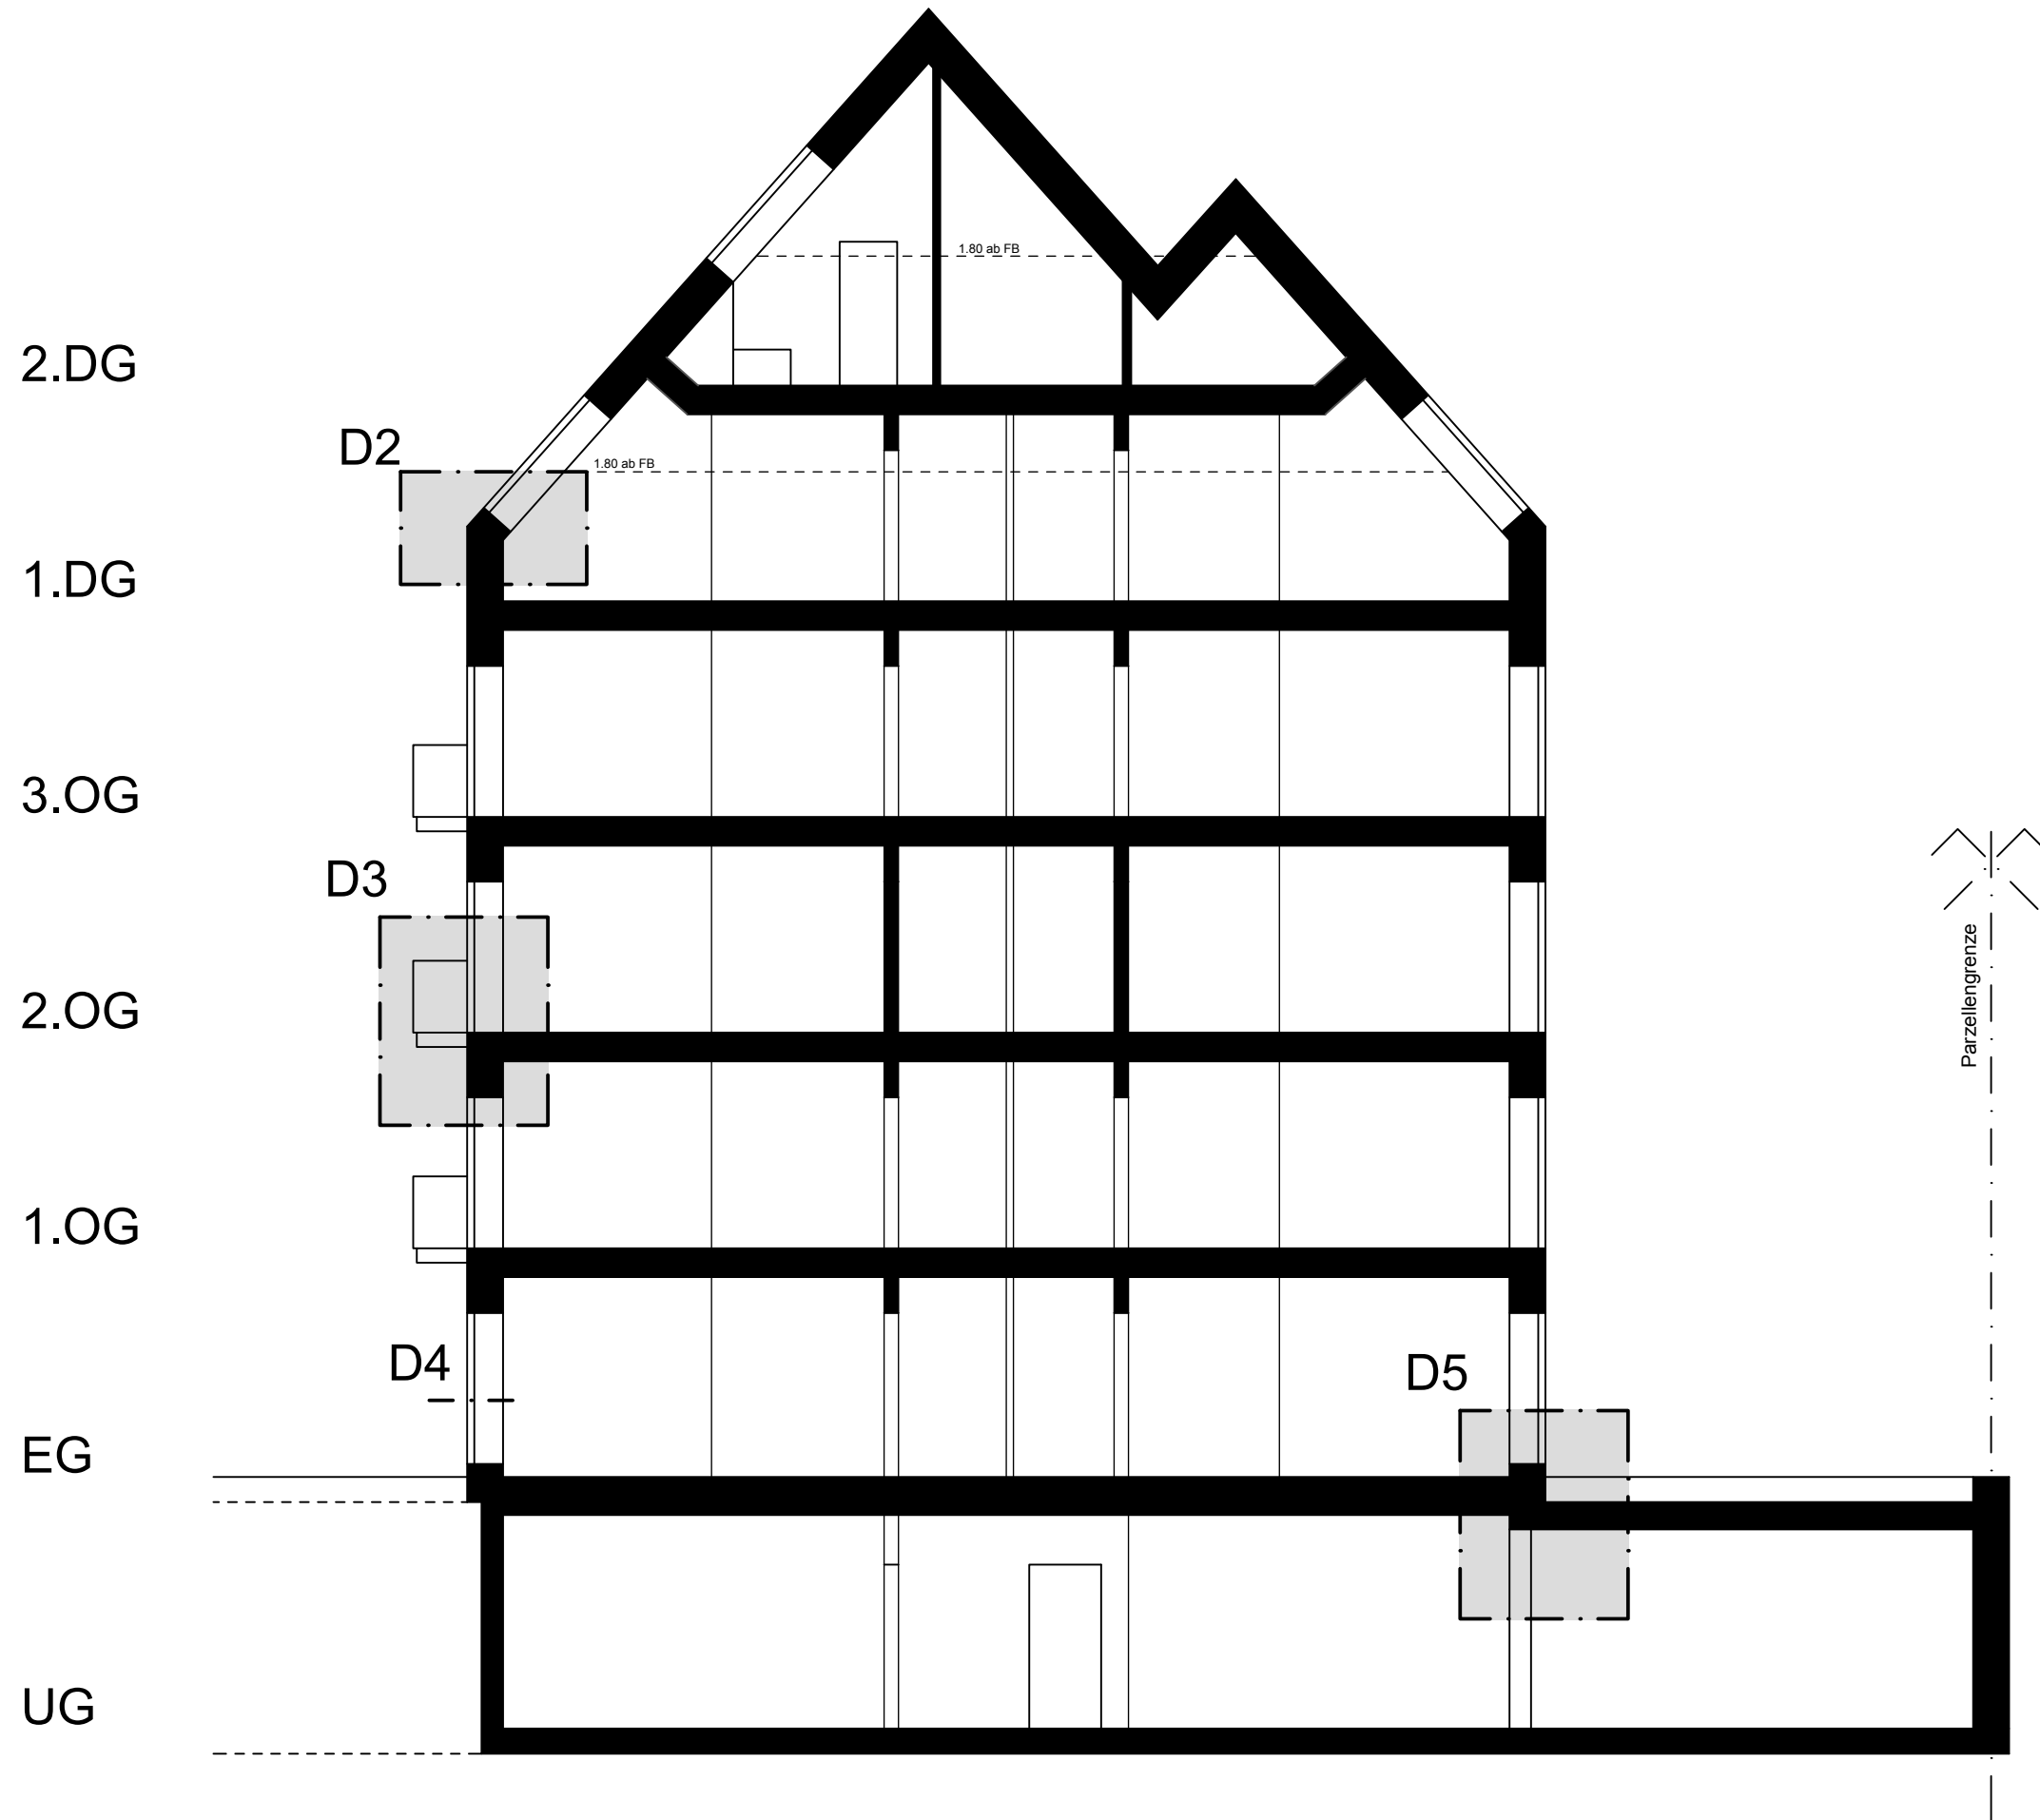 1.80 ab FB
2.DG
D2
1.80 ab FB
1.DG
3.OG
D3
Parzellengrenze
2.OG
1.OG
D4
D5
EG
UG